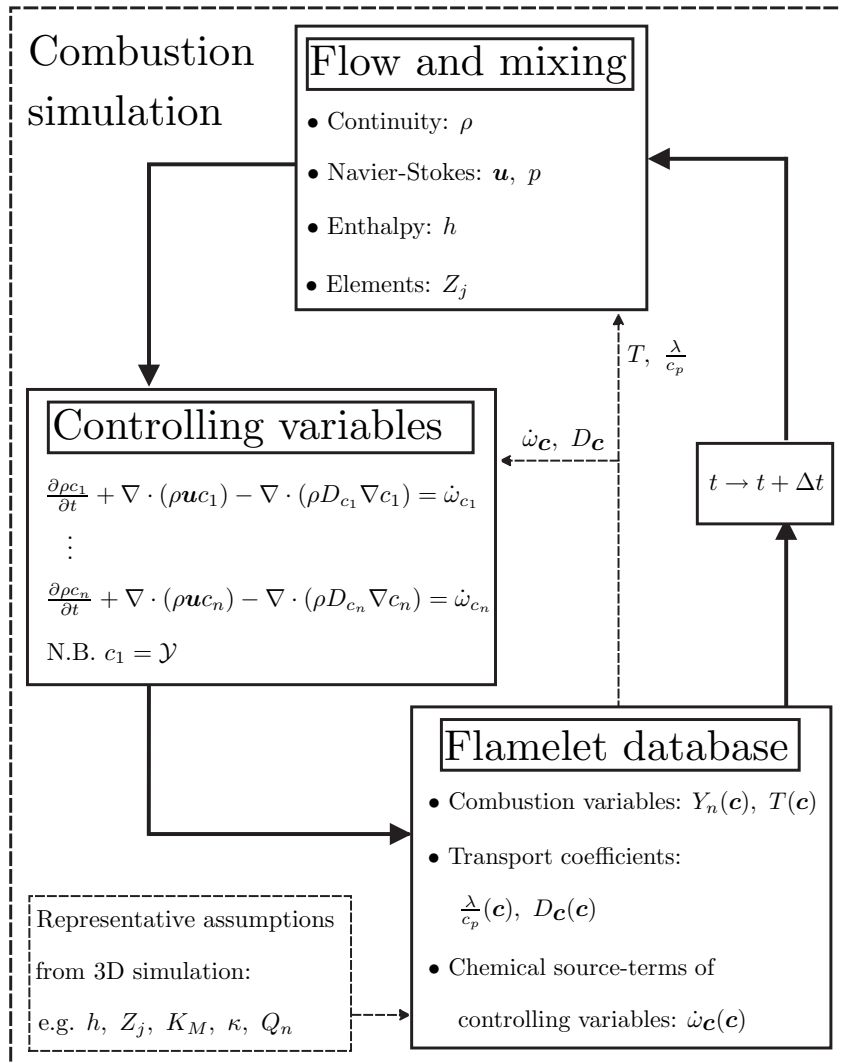 Combustion
simulation
Flow and mixing
• Continuity: ρ
• Navier-Stokes: 𝒖, p
• Enthalpy: h
• Elements: Z_j
T, λ/c_p
Controlling variables
∂ρc_1/∂t + ∇ · (ρ𝒖c_1) − ∇ · (ρD_{c_1}∇c_1) = ω̇_{c_1}
⋮
∂ρc_n/∂t + ∇ · (ρ𝒖c_n) − ∇ · (ρD_{c_n}∇c_n) = ω̇_{c_n}
N.B. c_1 = 𝒴
ω̇_𝒄, D_𝒄
t → t + Δt
Flamelet database
• Combustion variables: Y_n(𝒄), T(𝒄)
• Transport coefficients:
λ/c_p(𝒄), D_𝒄(𝒄)
• Chemical source-terms of
controlling variables: ω̇_𝒄(𝒄)
Representative assumptions
from 3D simulation:
e.g. h, Z_j, K_M, κ, Q_n